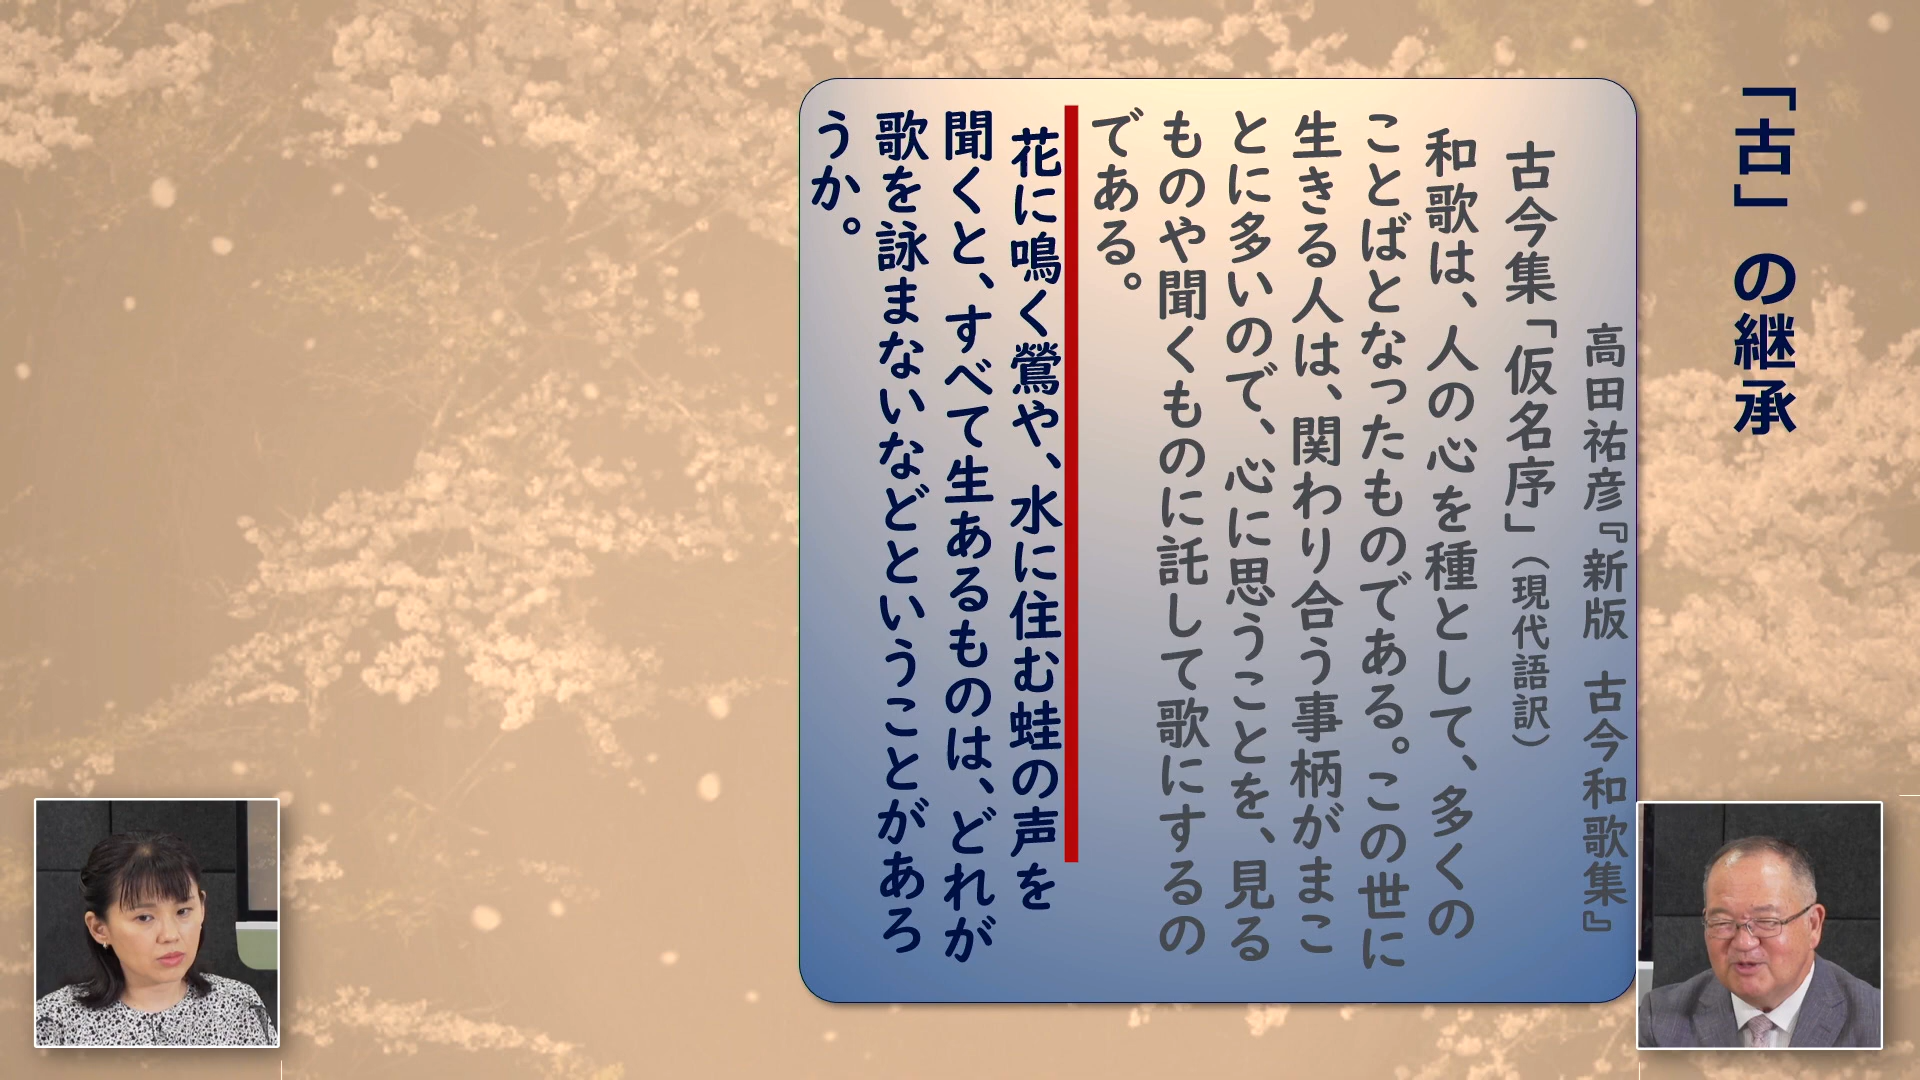 「古」の継承
高田祐彦『新版　古今和歌集』
古今集「仮名序」（現代語訳）
和歌は、人の心を種として、多くの
ことばとなったものである。この世に
生きる人は、関わり合う事柄がまこ
とに多いので、心に思うことを、見る
ものや聞くものに託して歌にするの
である。
花に鳴く鶯や、水に住む蛙の声を
聞くと、すべて生あるものは、どれが
歌を詠まないなどということがあろ
うか。